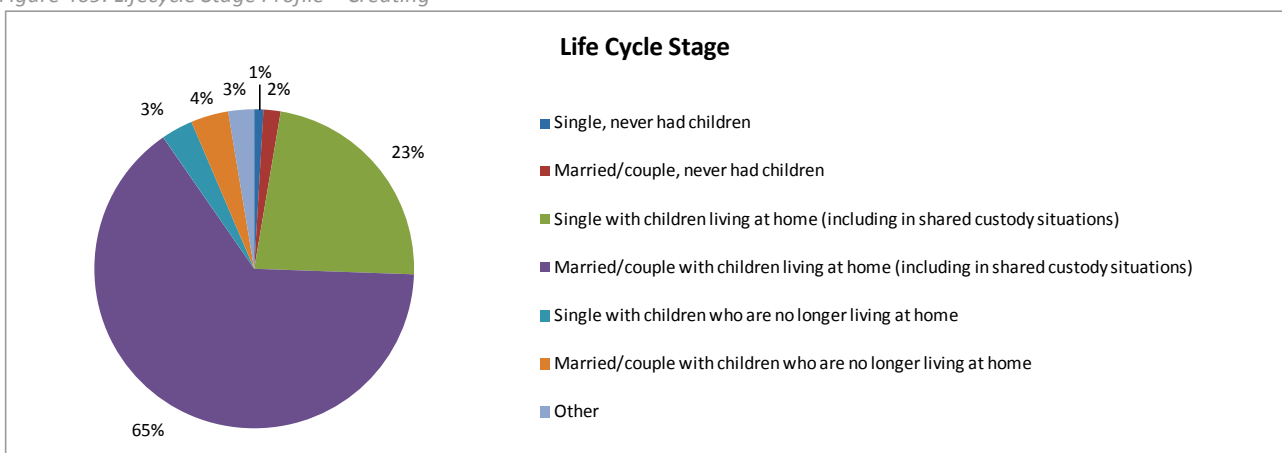 Life Cycle Stage
1%
3%
2%
4%
3%
23%
65%
Single, never had children
Married/couple, never had children
Single with children living at home (including in shared custody situations)
Married/couple with children living at home (including in shared custody situations)
Single with children who are no longer living at home
Married/couple with children who are no longer living at home
Other